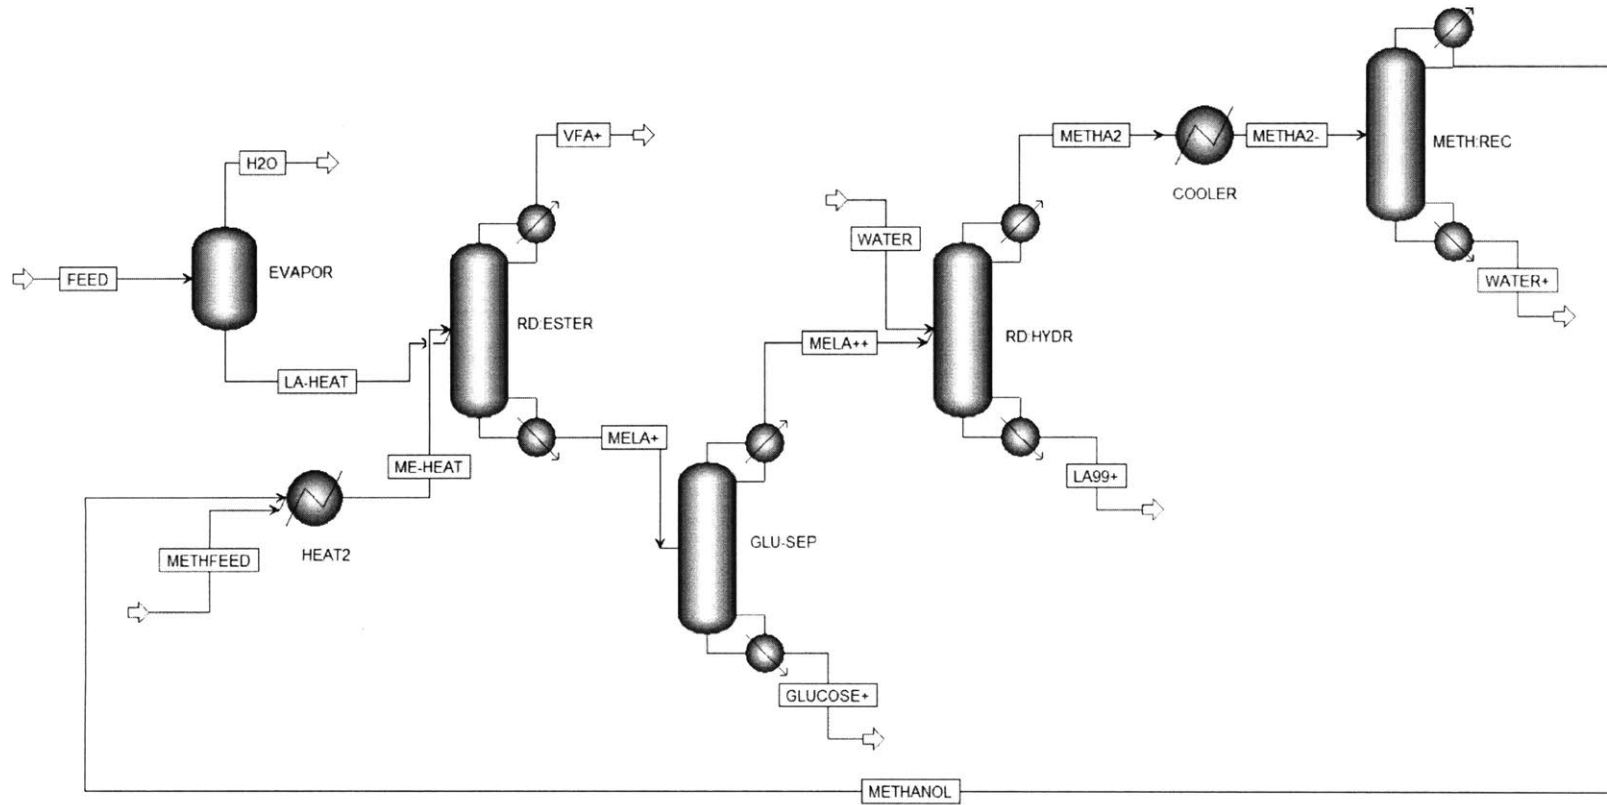 VFA+
METHA2
METHA2-
METH:REC
H2O
COOLER
WATER
FEED
EVAPOR
WATER+
RD:ESTER
RD:HYDR
MELA++
LA-HEAT
MELA+
ME-HEAT
LA99+
GLU-SEP
METHFEED
HEAT2
GLUCOSE+
METHANOL